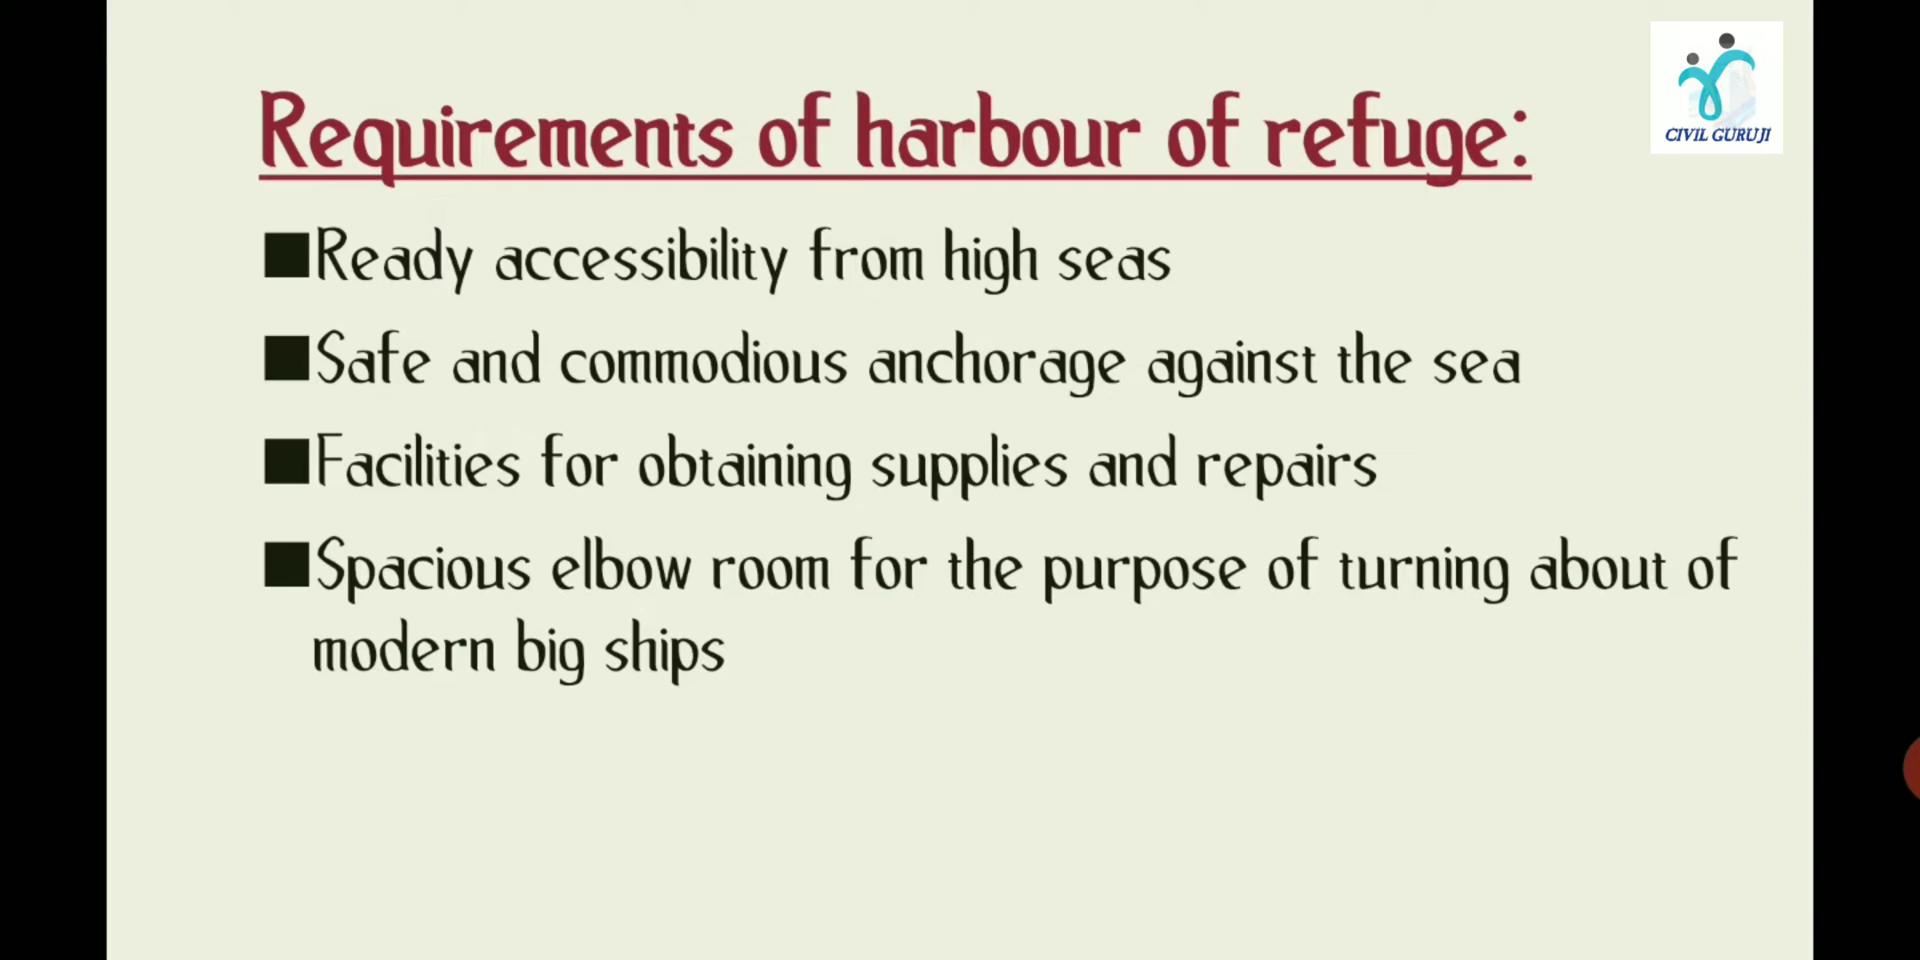 CIVIL GURUJI
Requirements of harbour of refuge:
Ready accessibility from high seas
Safe and commodious anchorage against the sea
Facilities for obtaining supplies and repairs
Spacious elbow room for the purpose of turning about of
modern big ships